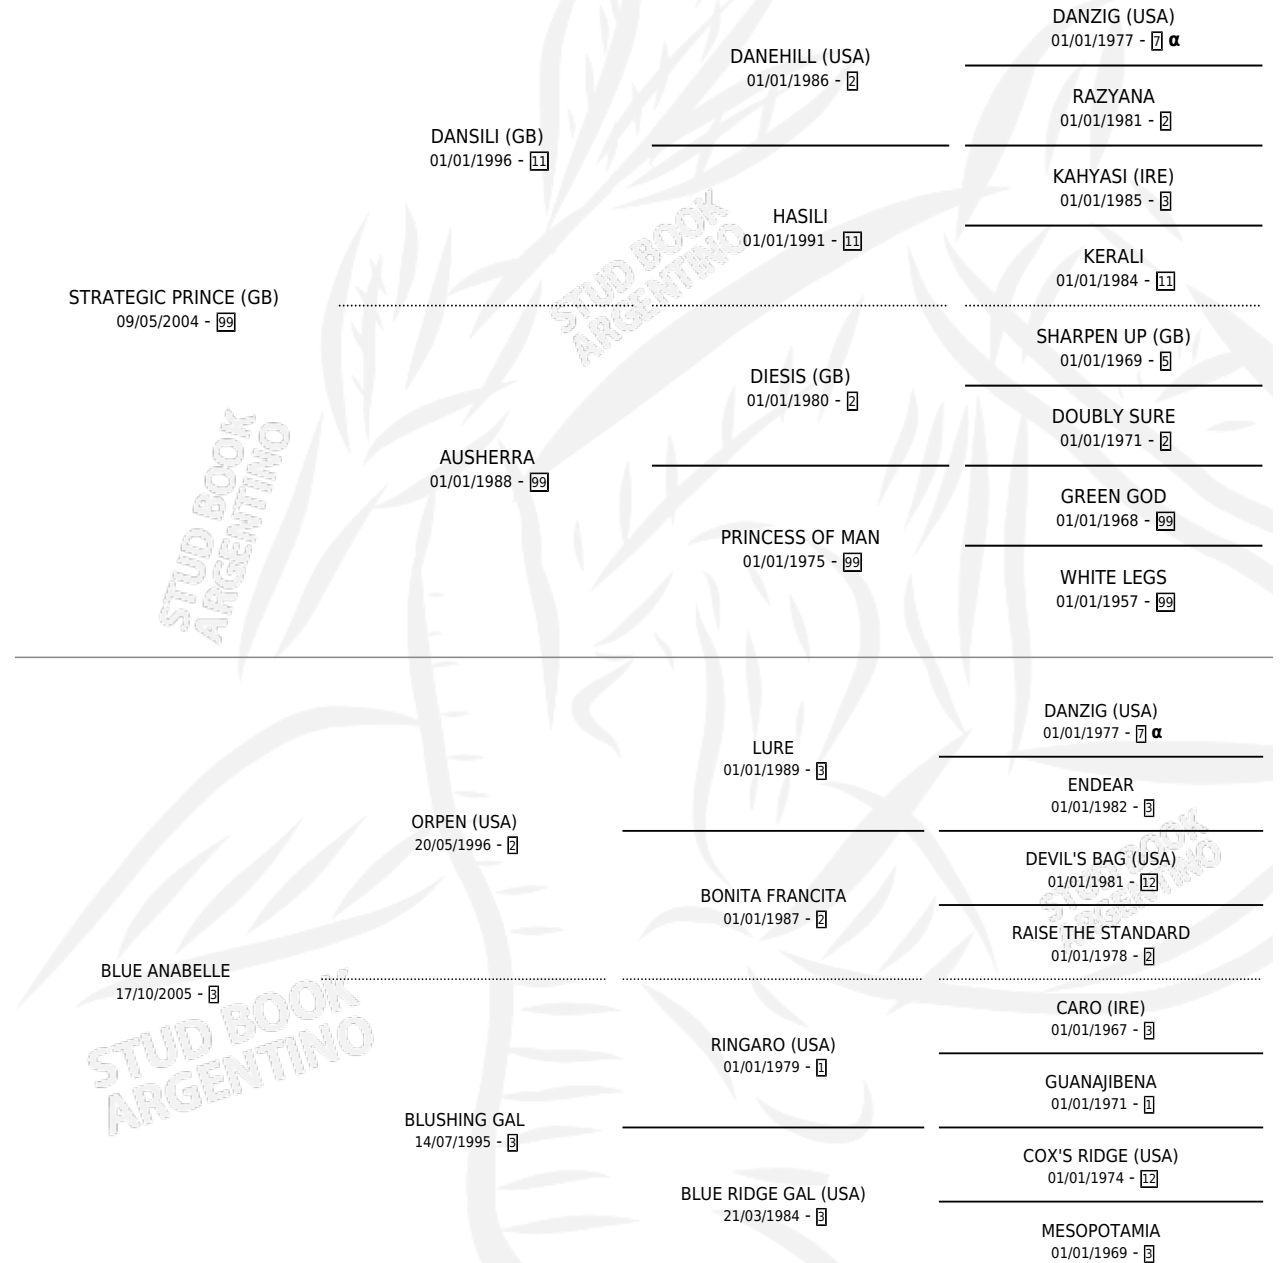 DANZIG (USA)
01/01/1977 - 7 α
DANEHILL (USA)
01/01/1986 - 2
RAZYANA
01/01/1981 - 2
DANSILI (GB)
01/01/1996 - 11
KAHYASI (IRE)
01/01/1985 - 3
HASILI
01/01/1991 - 11
KERALI
01/01/1984 - 11
STRATEGIC PRINCE (GB)
09/05/2004 - 99
SHARPEN UP (GB)
01/01/1969 - 5
DIESIS (GB)
01/01/1980 - 2
DOUBLY SURE
01/01/1971 - 2
AUSHERRA
01/01/1988 - 99
GREEN GOD
01/01/1968 - 99
PRINCESS OF MAN
01/01/1975 - 99
WHITE LEGS
01/01/1957 - 99
DANZIG (USA)
01/01/1977 - 7 α
LURE
01/01/1989 - 3
ENDEAR
01/01/1982 - 3
ORPEN (USA)
20/05/1996 - 2
DEVIL'S BAG (USA)
01/01/1981 - 12
BONITA FRANCITA
01/01/1987 - 2
RAISE THE STANDARD
01/01/1978 - 2
BLUE ANABELLE
17/10/2005 - 3
CARO (IRE)
01/01/1967 - 3
RINGARO (USA)
01/01/1979 - 1
GUANAJIBENA
01/01/1971 - 1
BLUSHING GAL
14/07/1995 - 3
COX'S RIDGE (USA)
01/01/1974 - 12
BLUE RIDGE GAL (USA)
21/03/1984 - 3
MESOPOTAMIA
01/01/1969 - 3
STUD BOOK
ARGENTINO
STUD BOOK
ARGENTINO
STUD BOOK
ARGENTINO
STUD BOOK
ARGENTINO